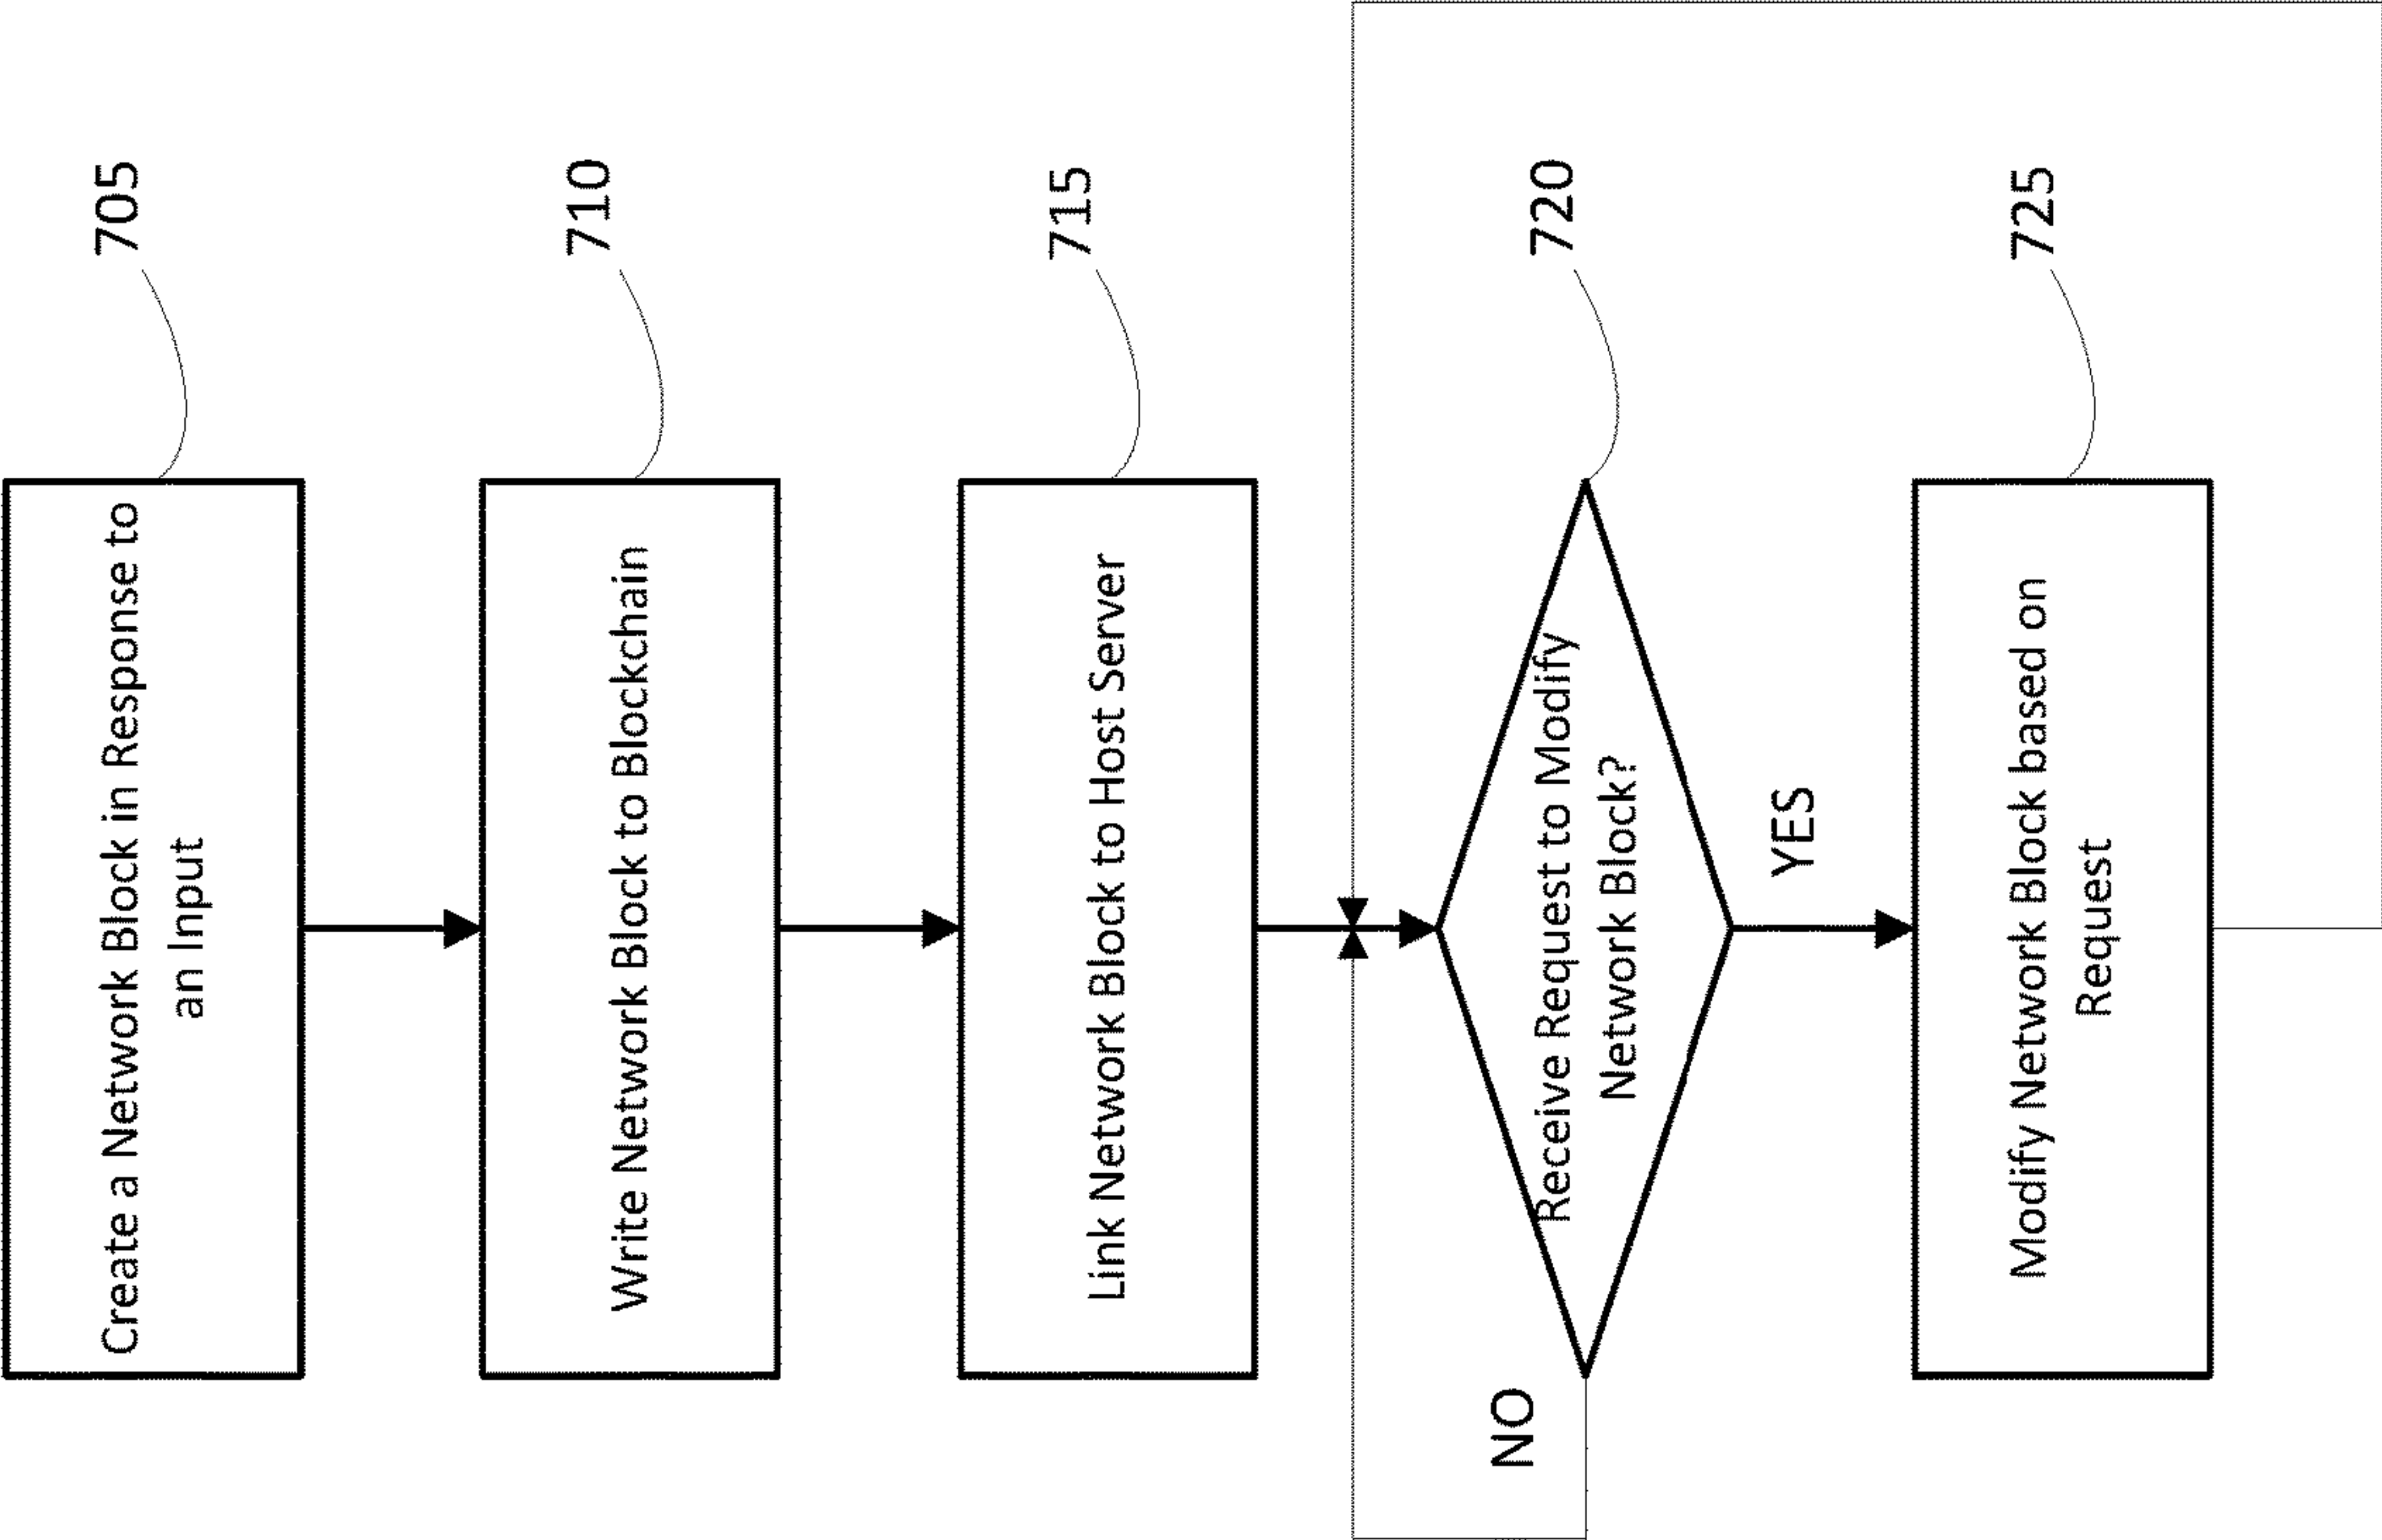 Create a Network Block in Response to
an Input
705
Write Network Block to Blockchain
710
Link Network Block to Host Server
715
Receive Request to Modify
Network Block?
720
NO
YES
Modify Network Block based on
Request
725